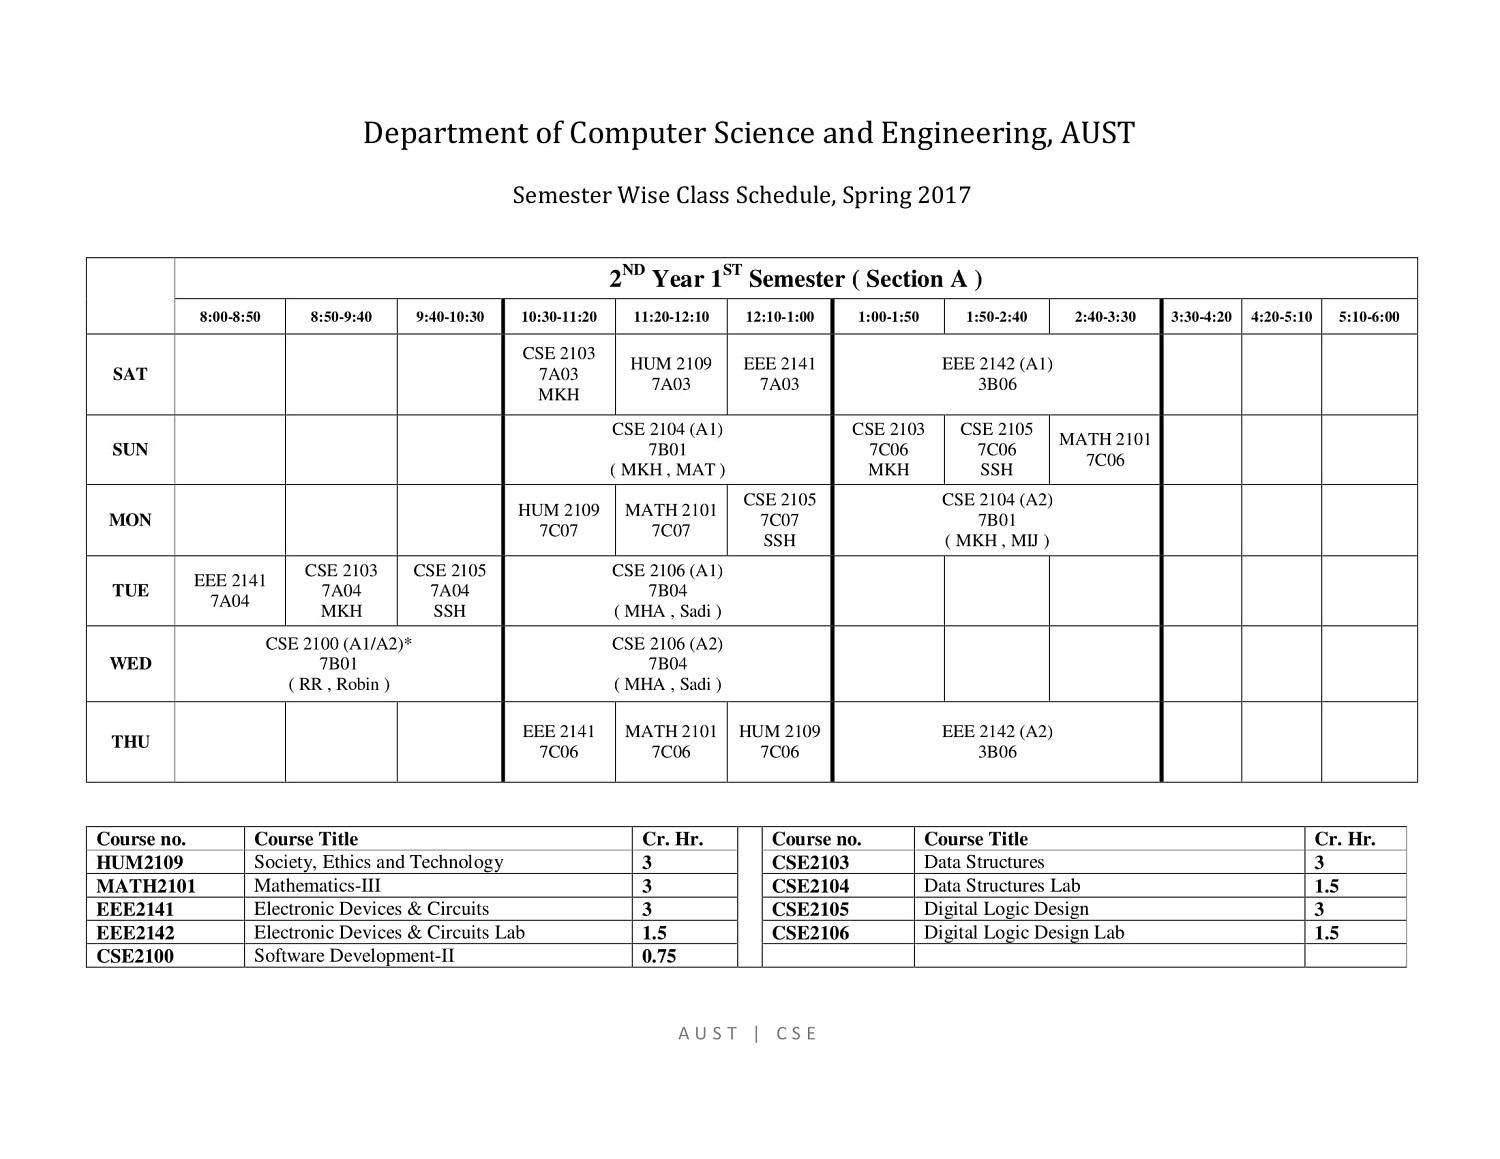 Department of Computer Science and Engineering, AUST
Semester Wise Class Schedule, Spring 2017
2ND Year 1ST Semester ( Section A )
8:00-8:50 8:50-9:40 9:40-10:30 10:30-11:20 11:20-12:10 12:10-1:00 1:00-1:50 1:50-2:40 2:40-3:30 3:30-4:20 4:20-5:10 5:10-6:00
SAT
CSE 2103
7A03
MKH
HUM 2109
7A03
EEE 2141
7A03
EEE 2142 (A1)
3B06
SUN
CSE 2104 (A1)
7B01
( MKH , MAT )
CSE 2103
7C06
MKH
CSE 2105
7C06
SSH
MATH 2101
7C06
MON
HUM 2109
7C07
MATH 2101
7C07
CSE 2105
7C07
SSH
CSE 2104 (A2)
7B01
( MKH , MIJ )
TUE
EEE 2141
7A04
CSE 2103
7A04
MKH
CSE 2105
7A04
SSH
CSE 2106 (A1)
7B04
( MHA , Sadi )
WED
CSE 2100 (A1/A2)*
7B01
( RR , Robin )
CSE 2106 (A2)
7B04
( MHA , Sadi )
THU
EEE 2141
7C06
MATH 2101
7C06
HUM 2109
7C06
EEE 2142 (A2)
3B06
Course no. Course Title Cr. Hr. Course no. Course Title Cr. Hr.
HUM2109 Society, Ethics and Technology 3 CSE2103 Data Structures 3
MATH2101 Mathematics-III 3 CSE2104 Data Structures Lab 1.5
EEE2141 Electronic Devices & Circuits 3 CSE2105 Digital Logic Design 3
EEE2142 Electronic Devices & Circuits Lab 1.5 CSE2106 Digital Logic Design Lab 1.5
CSE2100 Software Development-II 0.75
AUST | CSE